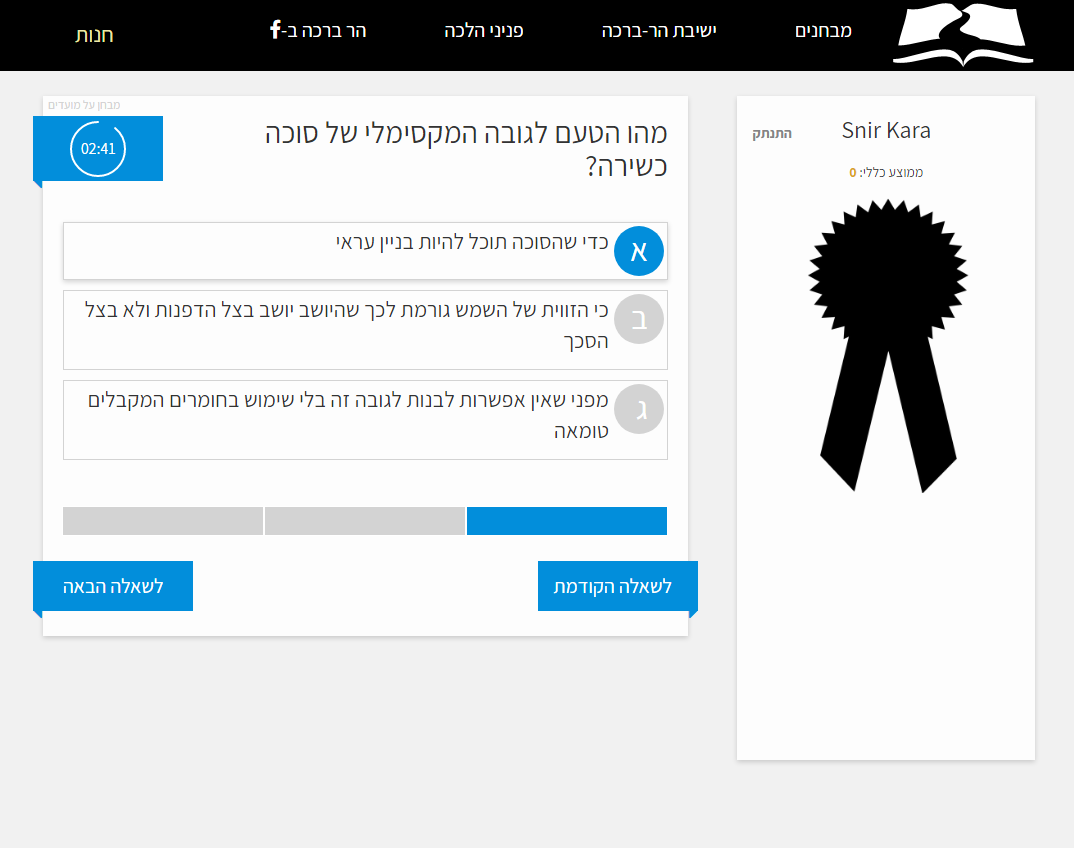 מבחנים
ישיבת הר-ברכה
פניני הלכה
הר ברכה ב-f
חנות
Snir Kara
התנתק
ממוצע כללי: 0
מבחן על מועדים
02:41
מהו הטעם לגובה המקסימלי של סוכה
כשירה?
א
כדי שהסוכה תוכל להיות בניין עראי
ב
כי הזווית של השמש גורמת לכך שהיושב יושב בצל הדפנות ולא בצל
הסכך
ג
מפני שאין אפשרות לבנות לגובה זה בלי שימוש בחומרים המקבלים
טומאה
לשאלה הקודמת
לשאלה הבאה